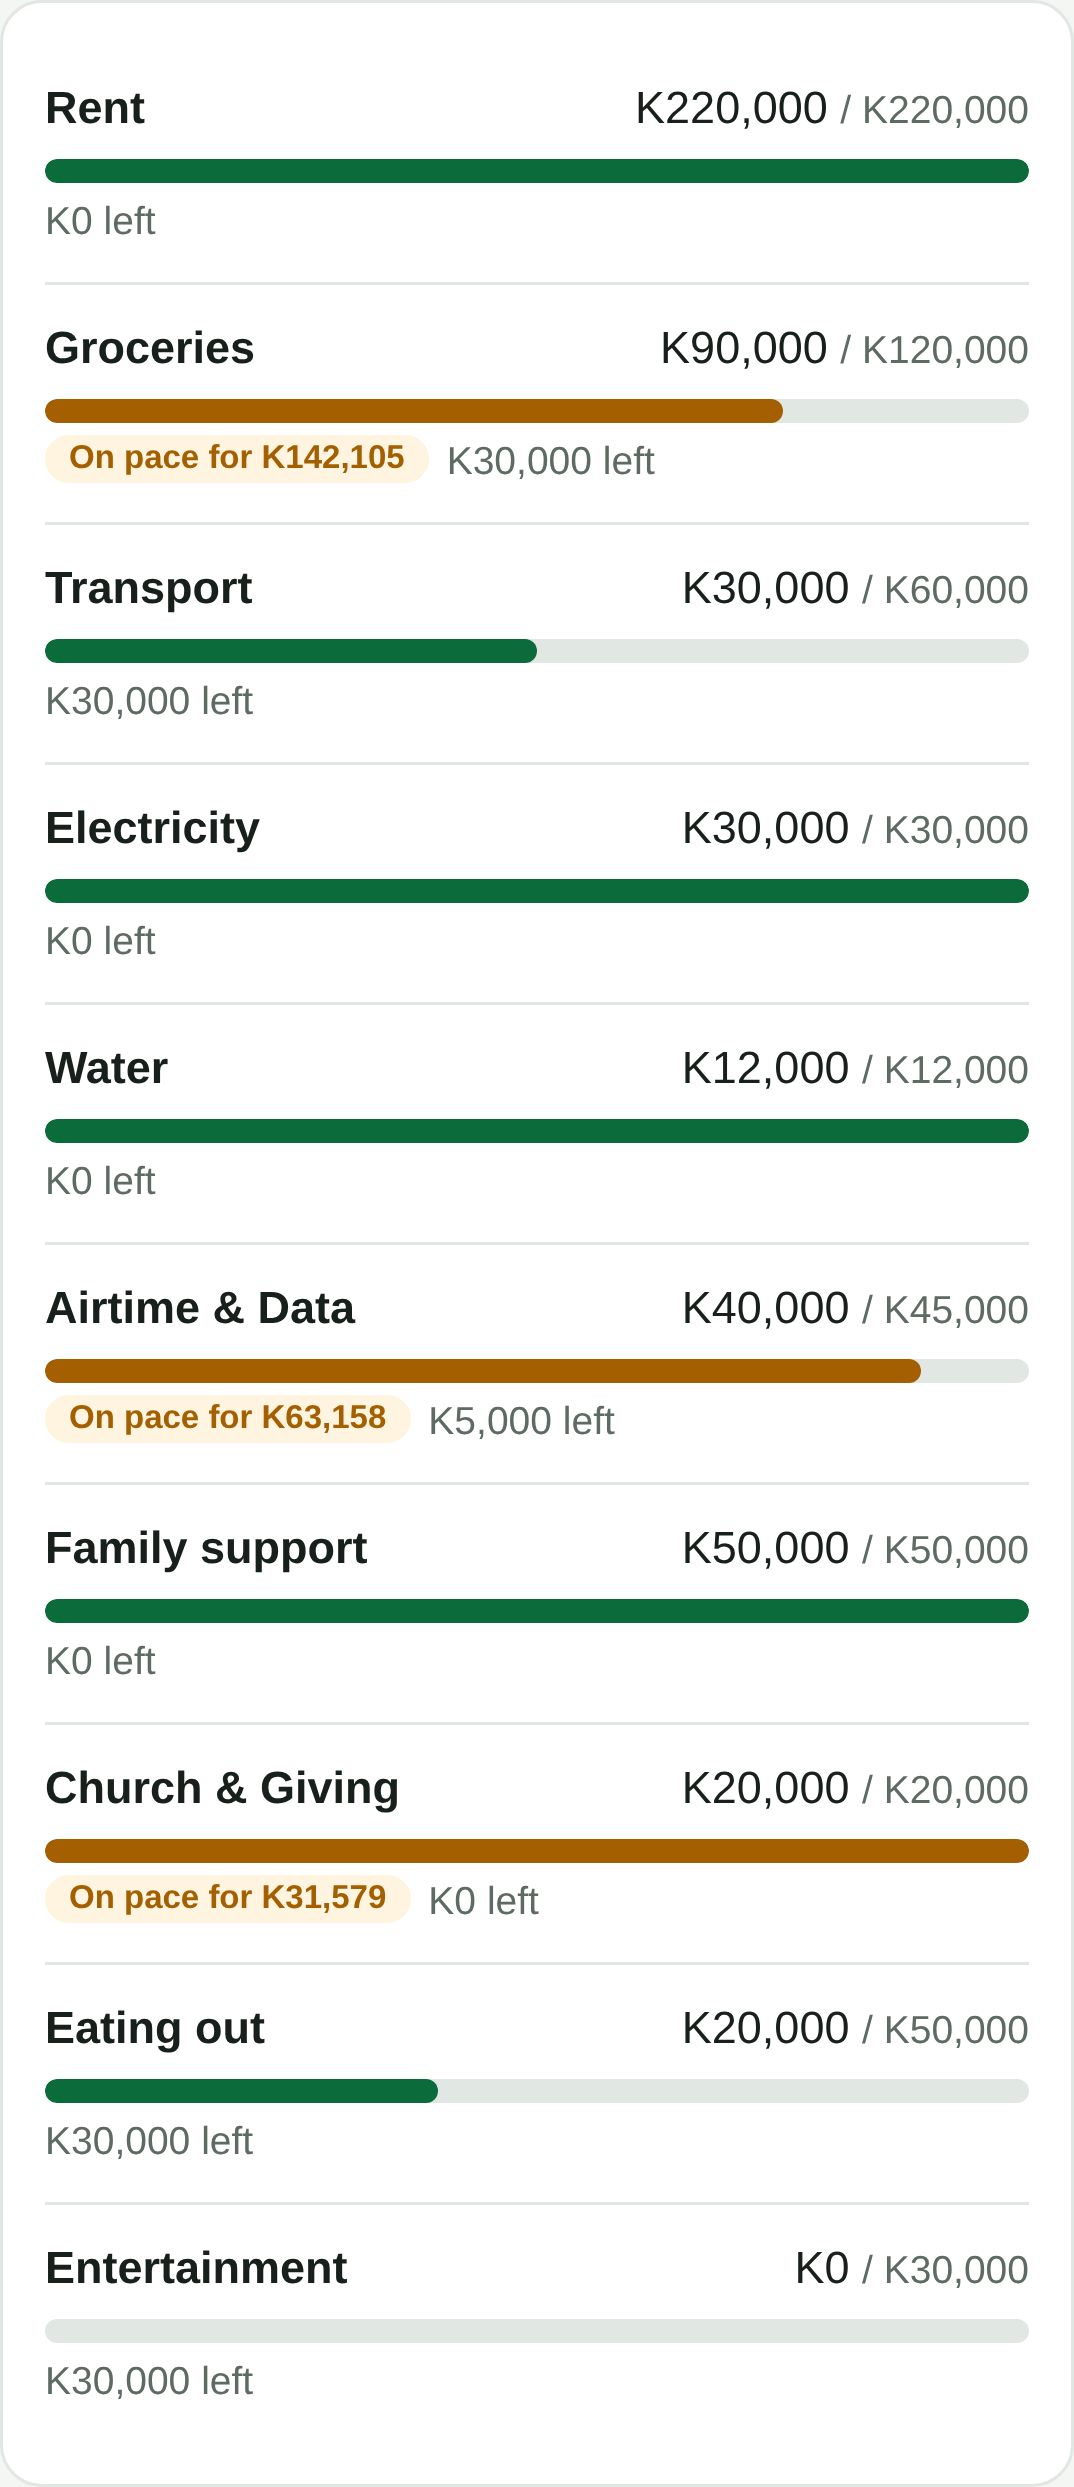 Rent K220,000 / K220,000
K0 left
Groceries K90,000 / K120,000
On pace for K142,105 K30,000 left
Transport K30,000 / K60,000
K30,000 left
Electricity K30,000 / K30,000
K0 left
Water K12,000 / K12,000
K0 left
Airtime & Data K40,000 / K45,000
On pace for K63,158 K5,000 left
Family support K50,000 / K50,000
K0 left
Church & Giving K20,000 / K20,000
On pace for K31,579 K0 left
Eating out K20,000 / K50,000
K30,000 left
Entertainment K0 / K30,000
K30,000 left